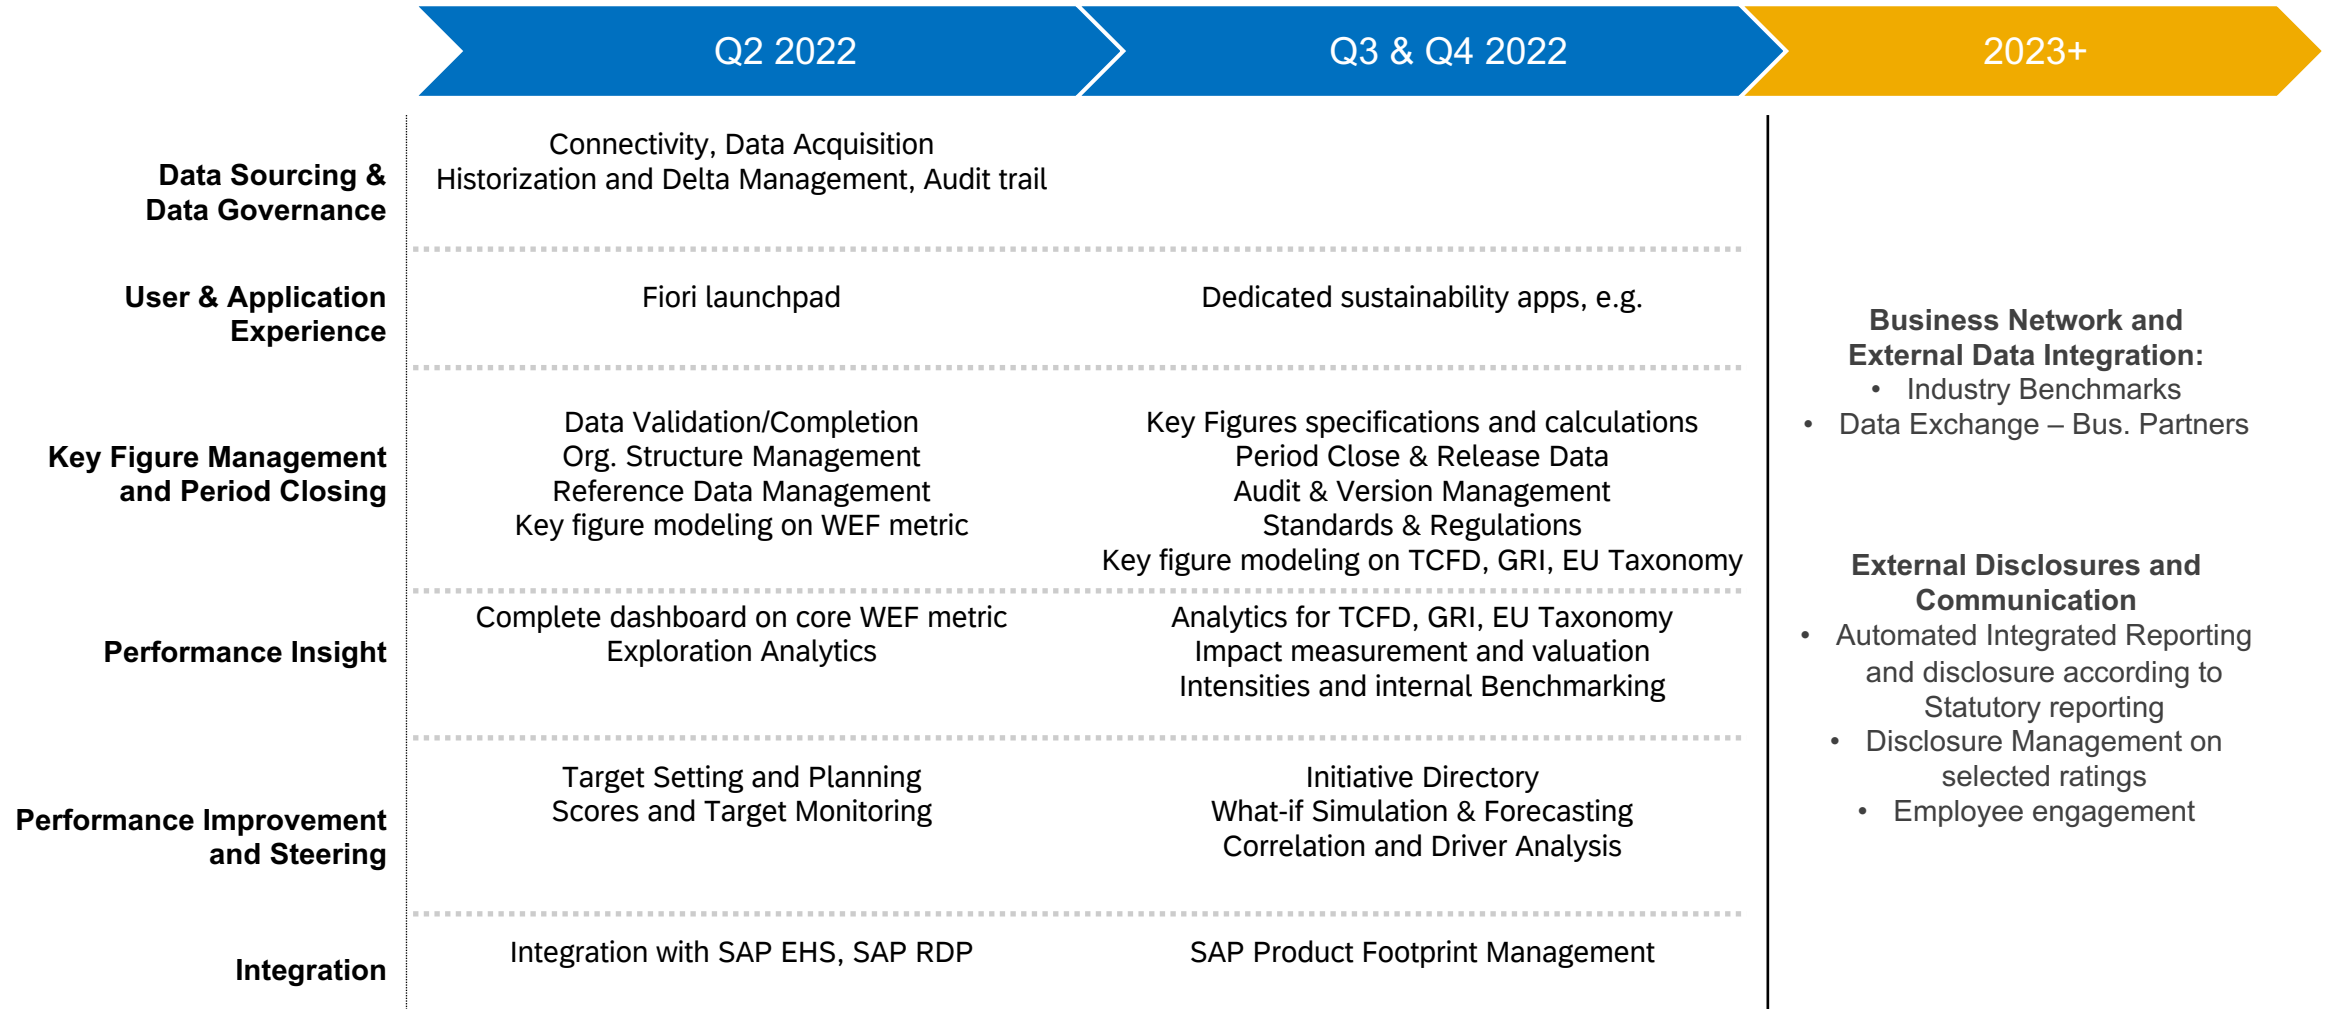 Q2 2022
Q3 & Q4 2022
2023+
Data Sourcing &
Data Governance
Connectivity, Data Acquisition
Historization and Delta Management, Audit trail
User & Application
Experience
Fiori launchpad
Dedicated sustainability apps, e.g.
Key Figure Management
and Period Closing
Data Validation/Completion
Org. Structure Management
Reference Data Management
Key figure modeling on WEF metric
Key Figures specifications and calculations
Period Close & Release Data
Audit & Version Management
Standards & Regulations
Key figure modeling on TCFD, GRI, EU Taxonomy
Performance Insight
Complete dashboard on core WEF metric
Exploration Analytics
Analytics for TCFD, GRI, EU Taxonomy
Impact measurement and valuation
Intensities and internal Benchmarking
Performance Improvement
and Steering
Target Setting and Planning
Scores and Target Monitoring
Initiative Directory
What-if Simulation & Forecasting
Correlation and Driver Analysis
Integration
Integration with SAP EHS, SAP RDP
SAP Product Footprint Management
Business Network and
External Data Integration:
• Industry Benchmarks
• Data Exchange – Bus. Partners
External Disclosures and
Communication
• Automated Integrated Reporting
and disclosure according to
Statutory reporting
• Disclosure Management on
selected ratings
• Employee engagement